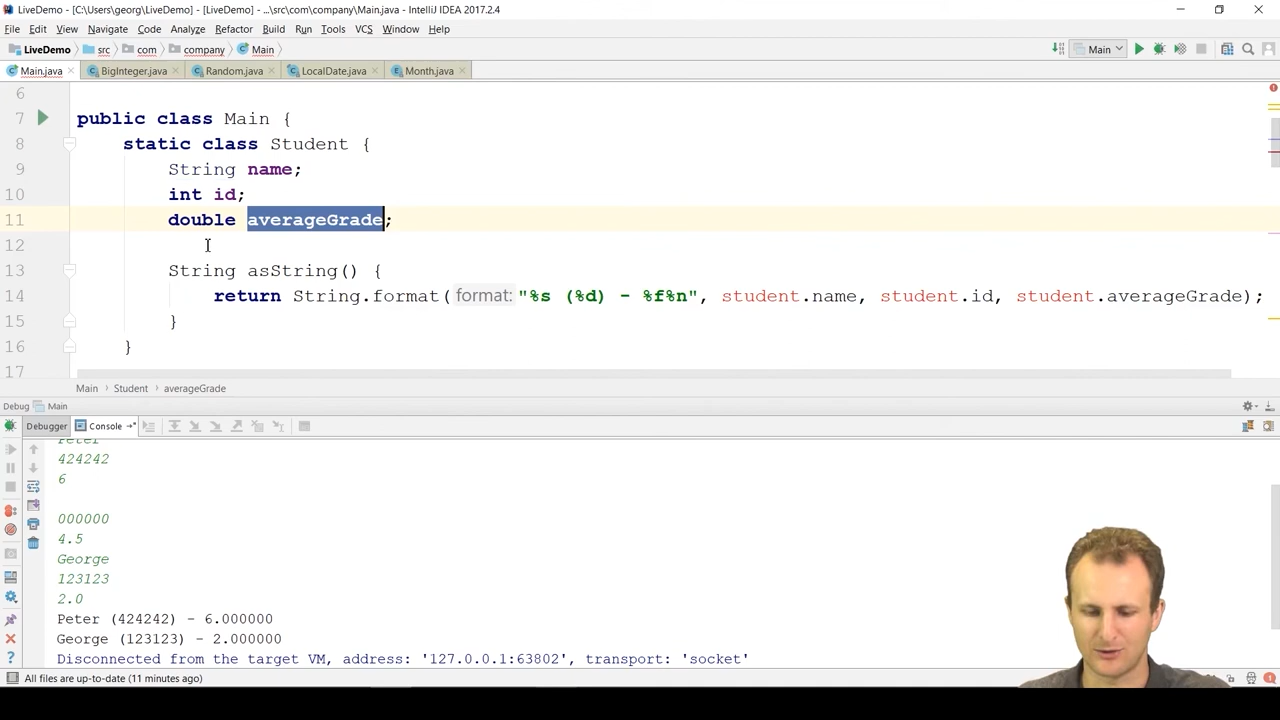 LiveDemo - [C:\Users\georg\LiveDemo] - [LiveDemo] - ...\src\com\company\Main.java - IntelliJ IDEA 2017.2.4
File Edit View Navigate Code Analyze Refactor Build Run Tools VCS Window Help
LiveDemo src com company Main Main
Main.java BigInteger.java Random.java LocalDate.java Month.java
6
7 public class Main {
8 static class Student {
9 String name;
10 int id;
11 double averageGrade;
12
13 String asString() {
14 return String.format( format: "%s (%d) - %f%n", student.name, student.id, student.averageGrade);
15 }
16 }
17
Main Student averageGrade
Debug Main
Debugger Console
Peter
424242
6
000000
4.5
George
123123
2.0
Peter (424242) - 6.000000
George (123123) - 2.000000
Disconnected from the target VM, address: '127.0.0.1:63802', transport: 'socket'
All files are up-to-date (11 minutes ago)